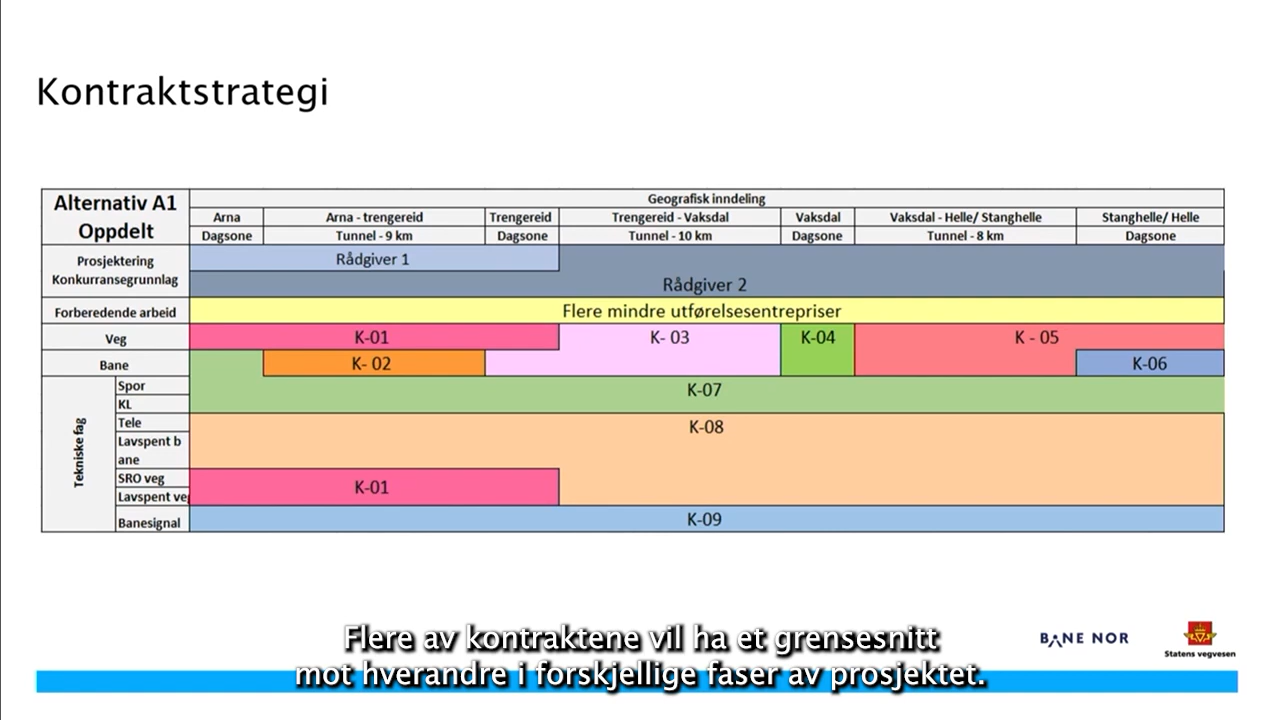 Kontraktstrategi
Alternativ A1
Oppdelt
Geografisk inndeling
Arna
Arna - trengereid
Trengereid
Trengereid - Vaksdal
Vaksdal
Vaksdal - Helle/ Stanghelle
Stanghelle/ Helle
Dagsone
Tunnel - 9 km
Dagsone
Tunnel - 10 km
Dagsone
Tunnel - 8 km
Dagsone
Prosjektering
Konkurransegrunnlag
Rådgiver 1
Rådgiver 2
Forberedende arbeid
Flere mindre utførelsesentrepriser
Veg
K-01
K- 03
K-04
K - 05
Bane
K- 02
K-06
Tekniske fag
Spor
KL
K-07
Tele
Lavspent b
ane
K-08
SRO veg
Lavspent veg
K-01
Banesignal
K-09
Flere av kontraktene vil ha et grensesnitt
mot hverandre i forskjellige faser av prosjektet.
BANE NOR
Statens vegvesen